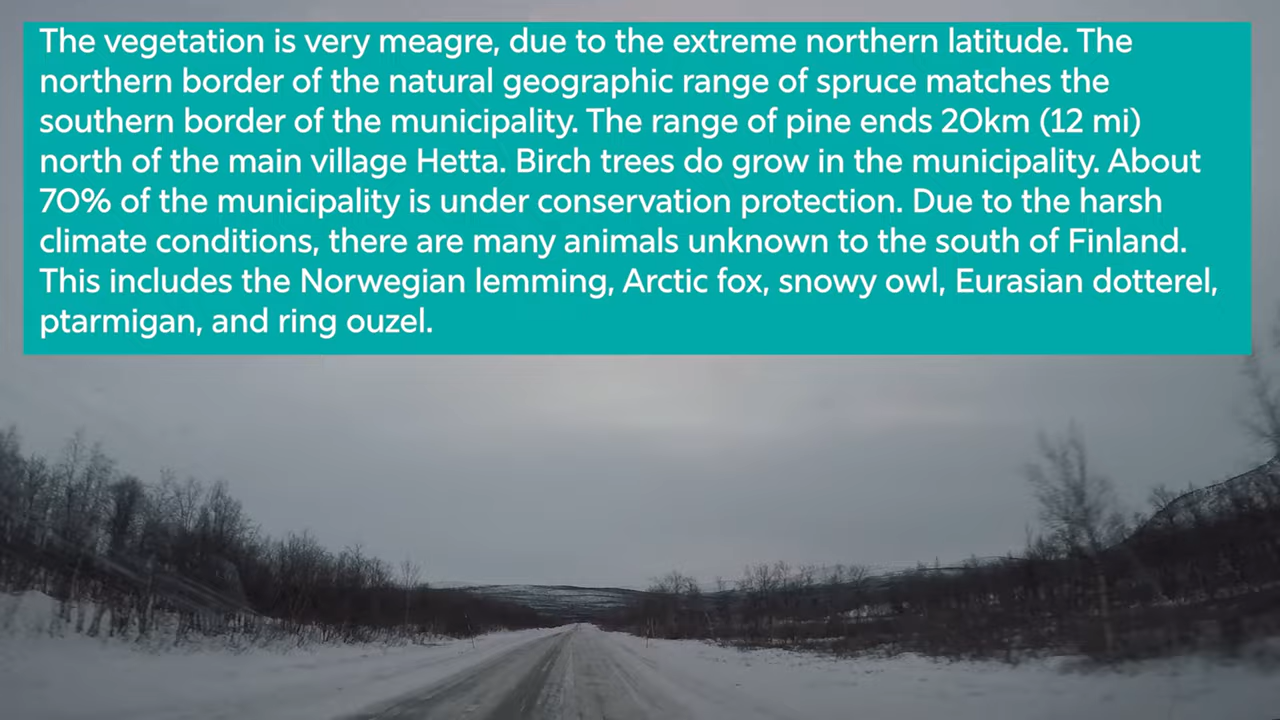 The vegetation is very meagre, due to the extreme northern latitude. The
northern border of the natural geographic range of spruce matches the
southern border of the municipality. The range of pine ends 20km (12 mi)
north of the main village Hetta. Birch trees do grow in the municipality. About
70% of the municipality is under conservation protection. Due to the harsh
climate conditions, there are many animals unknown to the south of Finland.
This includes the Norwegian lemming, Arctic fox, snowy owl, Eurasian dotterel,
ptarmigan, and ring ouzel.